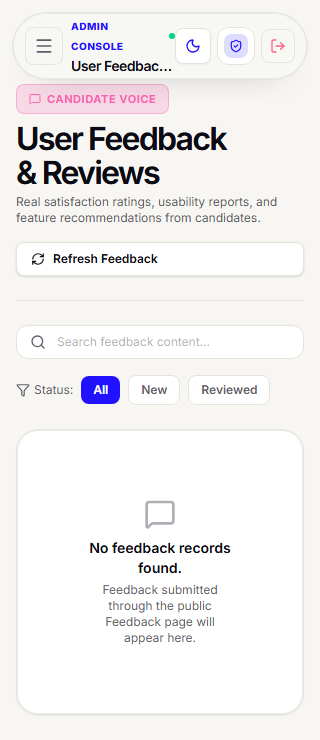 ADMIN
CONSOLE
User Feedbac...
CANDIDATE VOICE
User Feedback
& Reviews
Real satisfaction ratings, usability reports, and
feature recommendations from candidates.
Refresh Feedback
Search feedback content...
Status:
All
New
Reviewed
No feedback records
found.
Feedback submitted
through the public
Feedback page will
appear here.